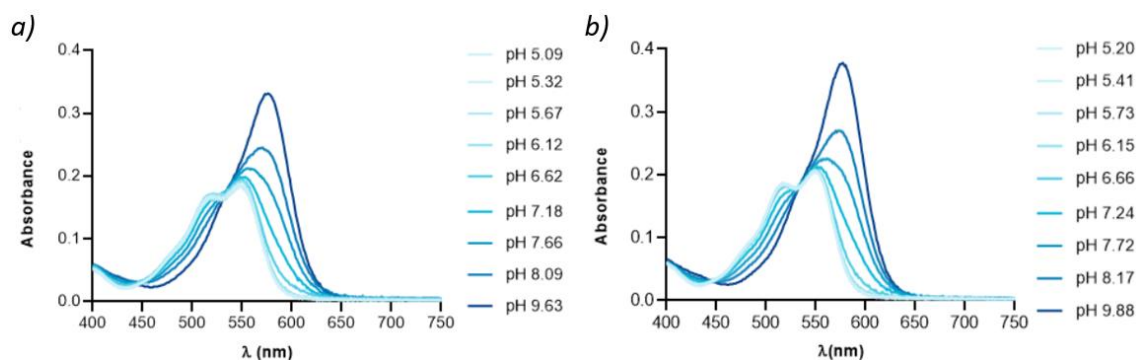 a)
0.4
0.3
0.2
0.1
0.0
Absorbance
400 450 500 550 600 650 700 750
λ (nm)
pH 5.09
pH 5.32
pH 5.67
pH 6.12
pH 6.62
pH 7.18
pH 7.66
pH 8.09
pH 9.63
b)
0.4
0.3
0.2
0.1
0.0
Absorbance
400 450 500 550 600 650 700 750
λ(nm)
pH 5.20
pH 5.41
pH 5.73
pH 6.15
pH 6.66
pH 7.24
pH 7.72
pH 8.17
pH 9.88